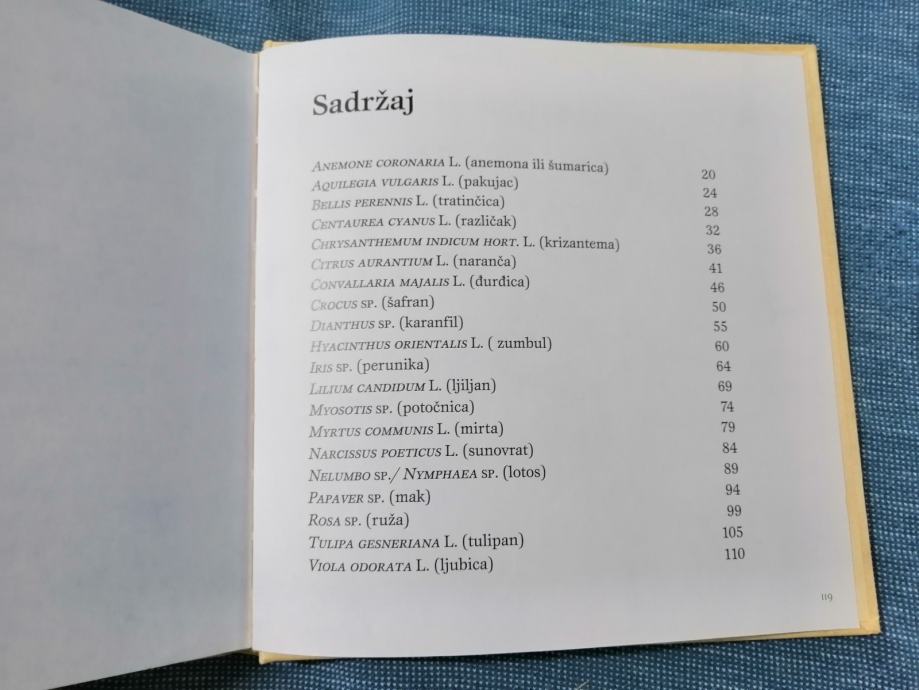 Sadržaj
ANEMONE CORONARIA L. (anemona ili šumarica) 20
AQUILEGIA VULGARIS L. (pakujac) 24
BELLIS PERENNIS L. (tratinčica) 28
CENTAUREA CYANUS L. (različak) 32
CHRYSANTHEMUM INDICUM HORT. L. (krizantema) 36
CITRUS AURANTIUM L. (naranča) 41
CONVALLARIA MAJALIS L. (đurđica) 46
CROCUS SP. (šafran) 50
DIANTHUS SP. (karanfil) 55
HYACINTHUS ORIENTALIS L. ( zumbul) 60
IRIS SP. (perunika) 64
LILIUM CANDIDUM L. (ljiljan) 69
MYOSOTIS SP. (potočnica) 74
MYRTUS COMMUNIS L. (mirta) 79
NARCISSUS POETICUS L. (sunovrat) 84
NELUMBO SP./ NYMPHAEA SP. (lotos) 89
PAPAVER SP. (mak) 94
ROSA SP. (ruža) 99
TULIPA GESNERIANA L. (tulipan) 105
VIOLA ODORATA L. (ljubica) 110
119